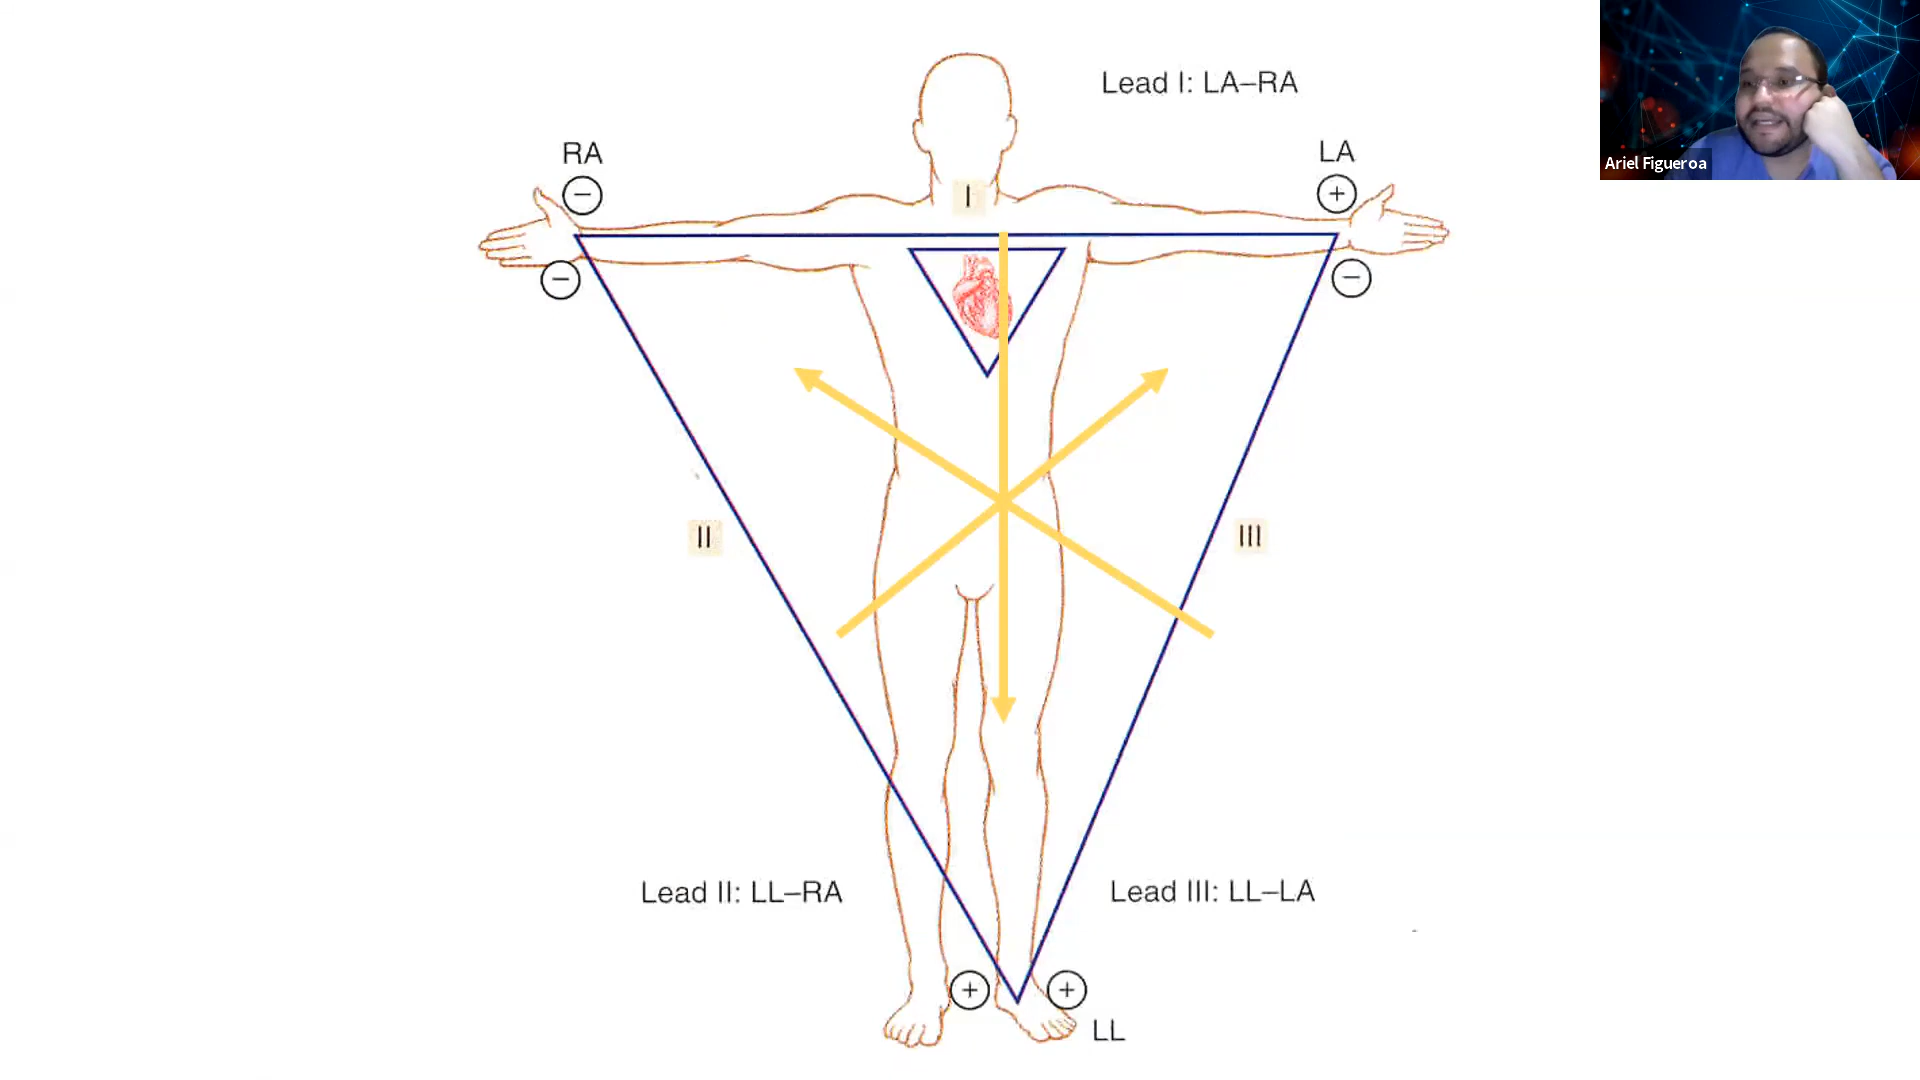 Lead I: LA–RA
RA
LA
−
+
I
−
−
II
III
Lead II: LL–RA
Lead III: LL–LA
+
+
LL
Ariel Figueroa